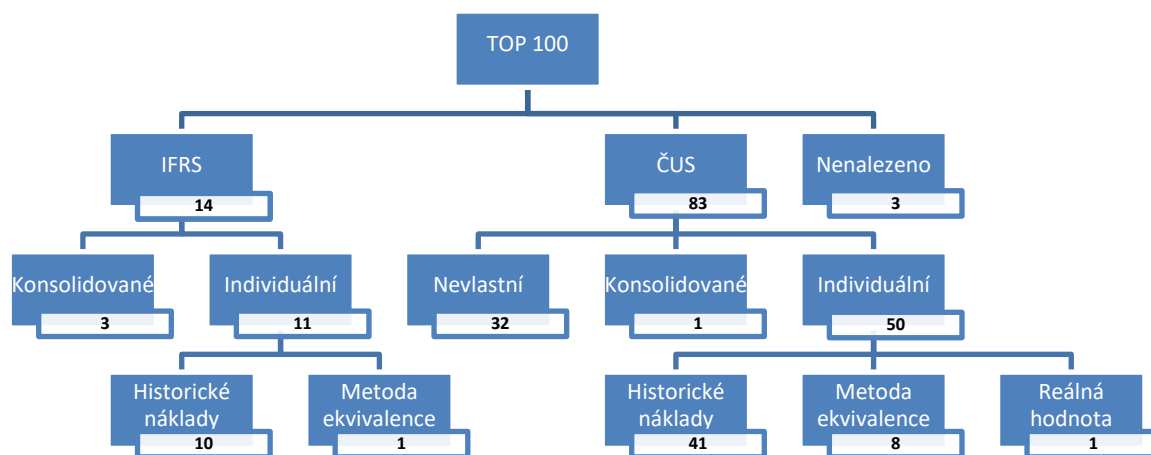 TOP 100
IFRS
14
ČUS
83
Nenalezeno
3
Konsolidované
3
Individuální
11
Nevlastní
32
Konsolidované
1
Individuální
50
Historické
náklady
10
Metoda
ekvivalence
1
Historické
náklady
41
Metoda
ekvivalence
8
Reálná
hodnota
1